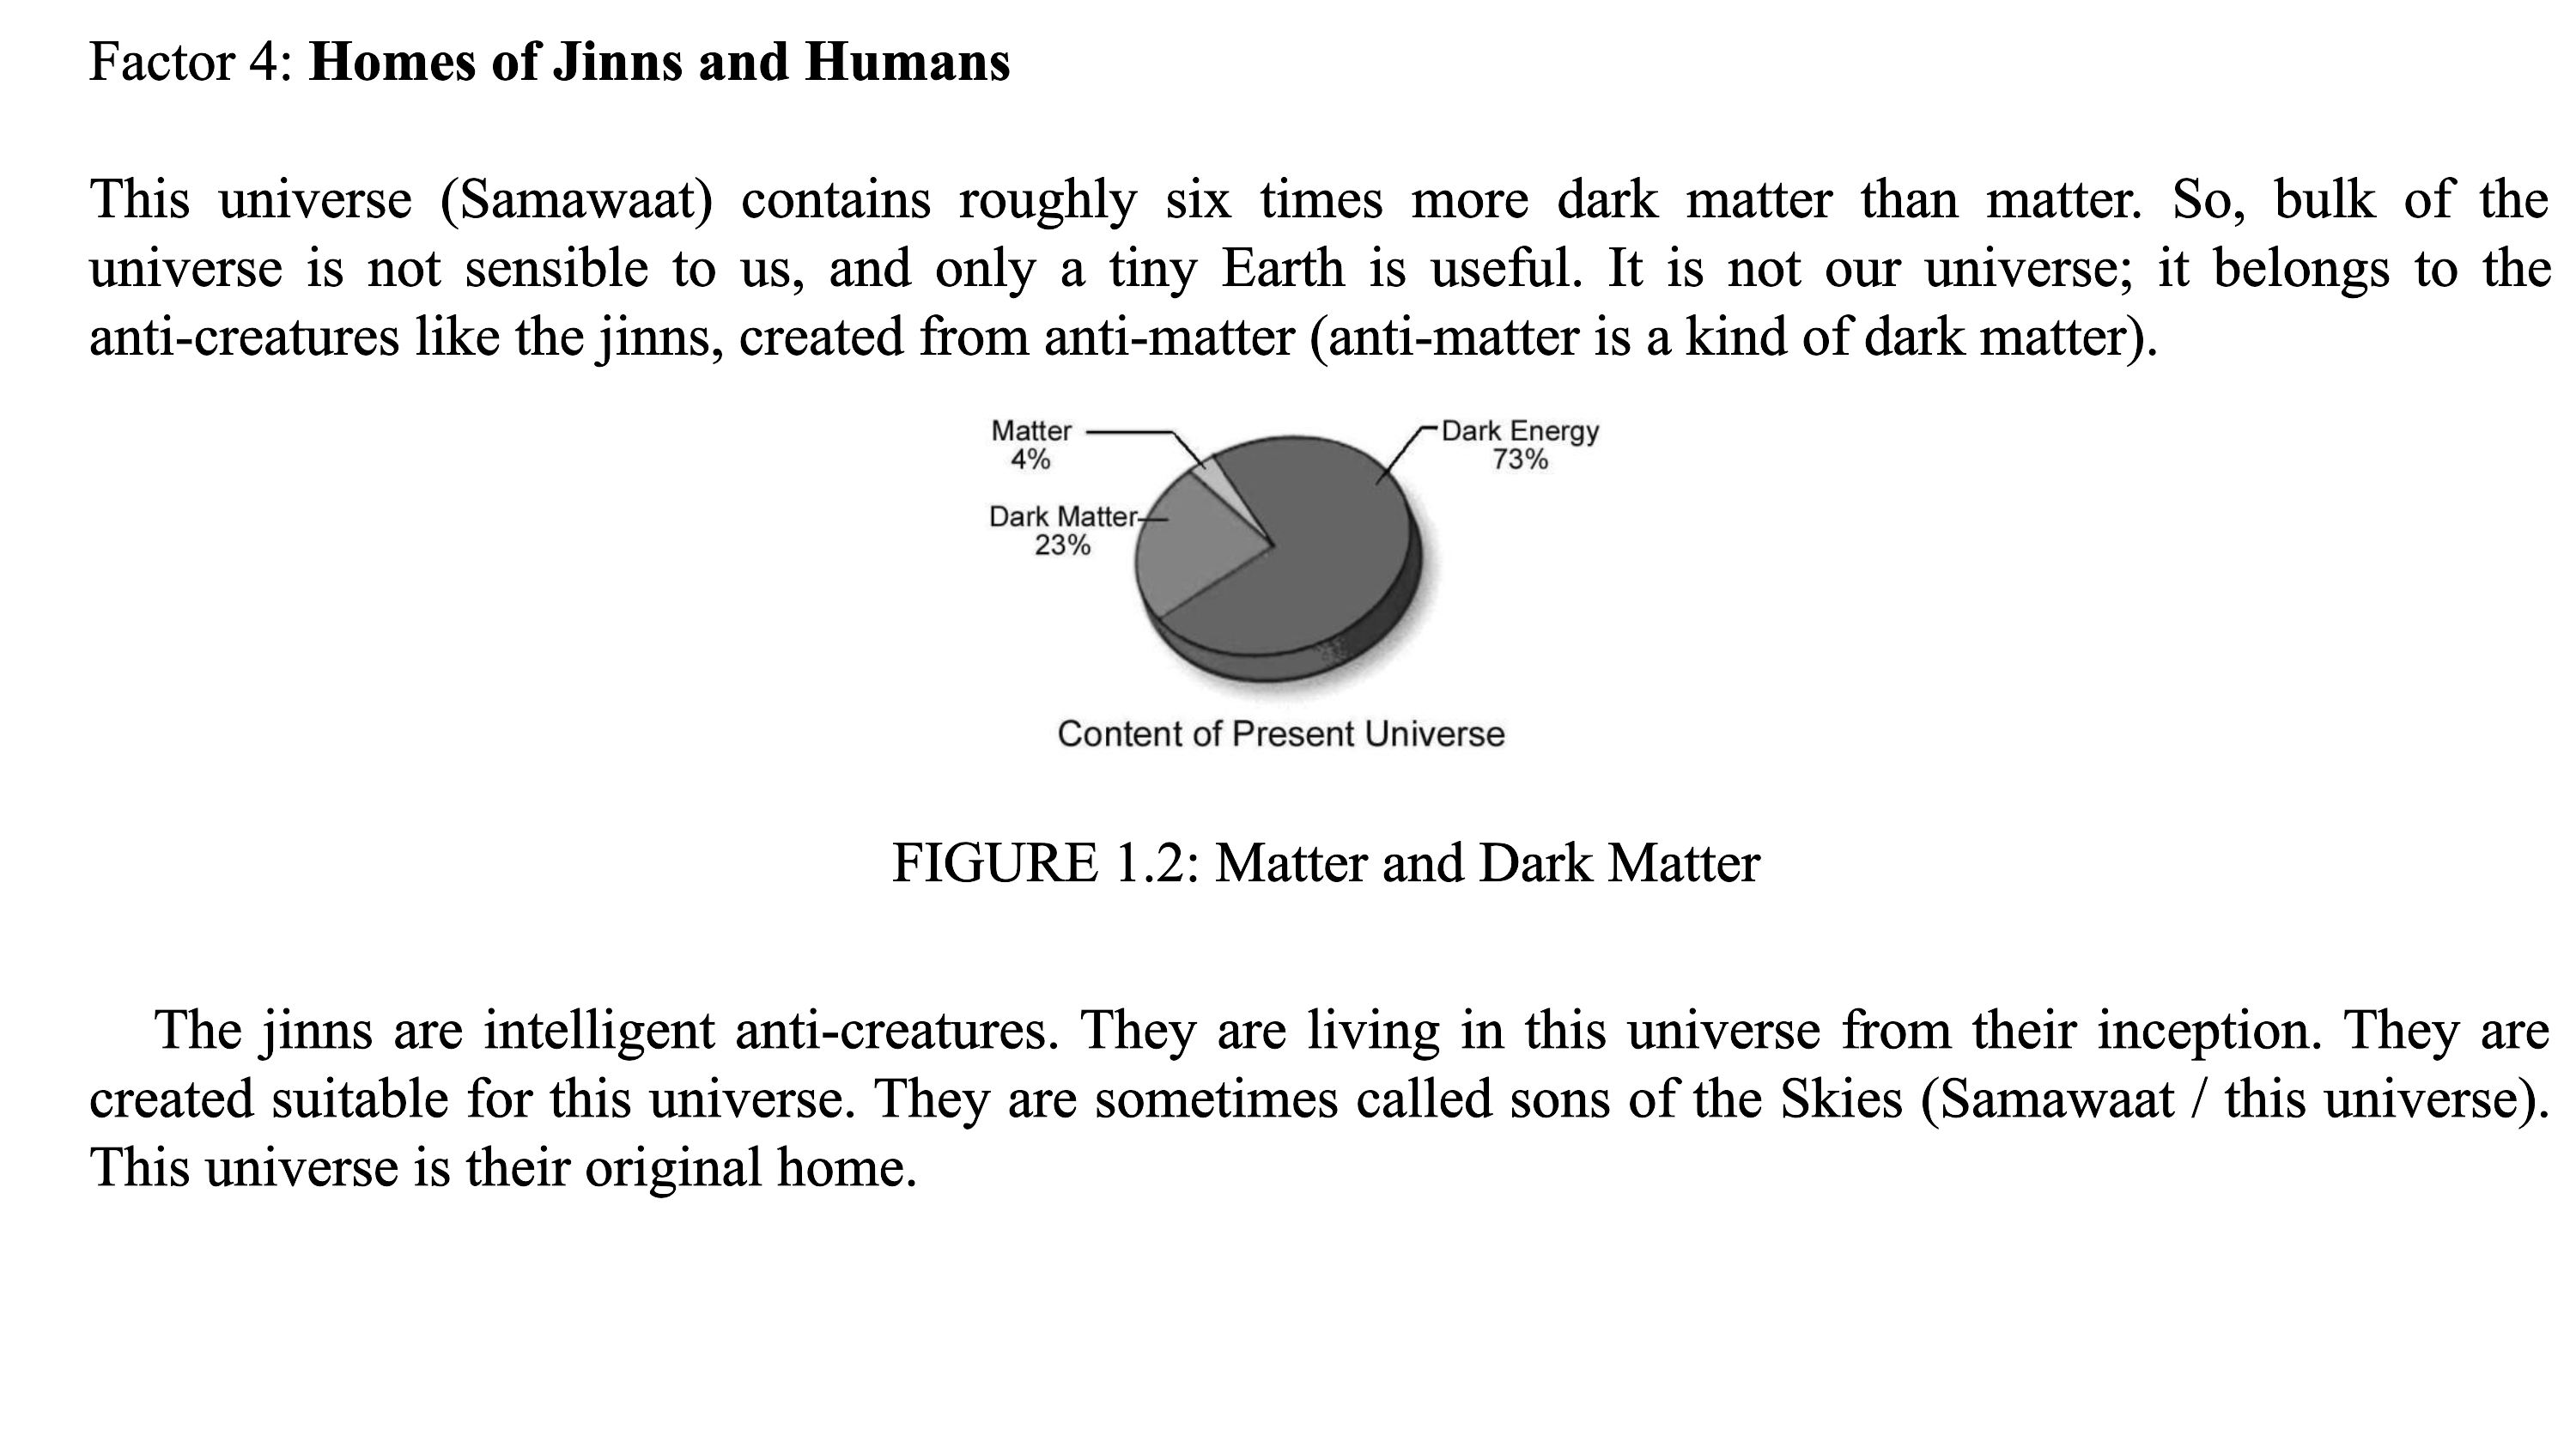 Factor 4: Homes of Jinns and Humans
This universe (Samawaat) contains roughly six times more dark matter than matter. So, bulk of the
universe is not sensible to us, and only a tiny Earth is useful. It is not our universe; it belongs to the
anti-creatures like the jinns, created from anti-matter (anti-matter is a kind of dark matter).
Matter
4%
Dark Energy
73%
Dark Matter
23%
Content of Present Universe
FIGURE 1.2: Matter and Dark Matter
The jinns are intelligent anti-creatures. They are living in this universe from their inception. They are
created suitable for this universe. They are sometimes called sons of the Skies (Samawaat / this universe).
This universe is their original home.